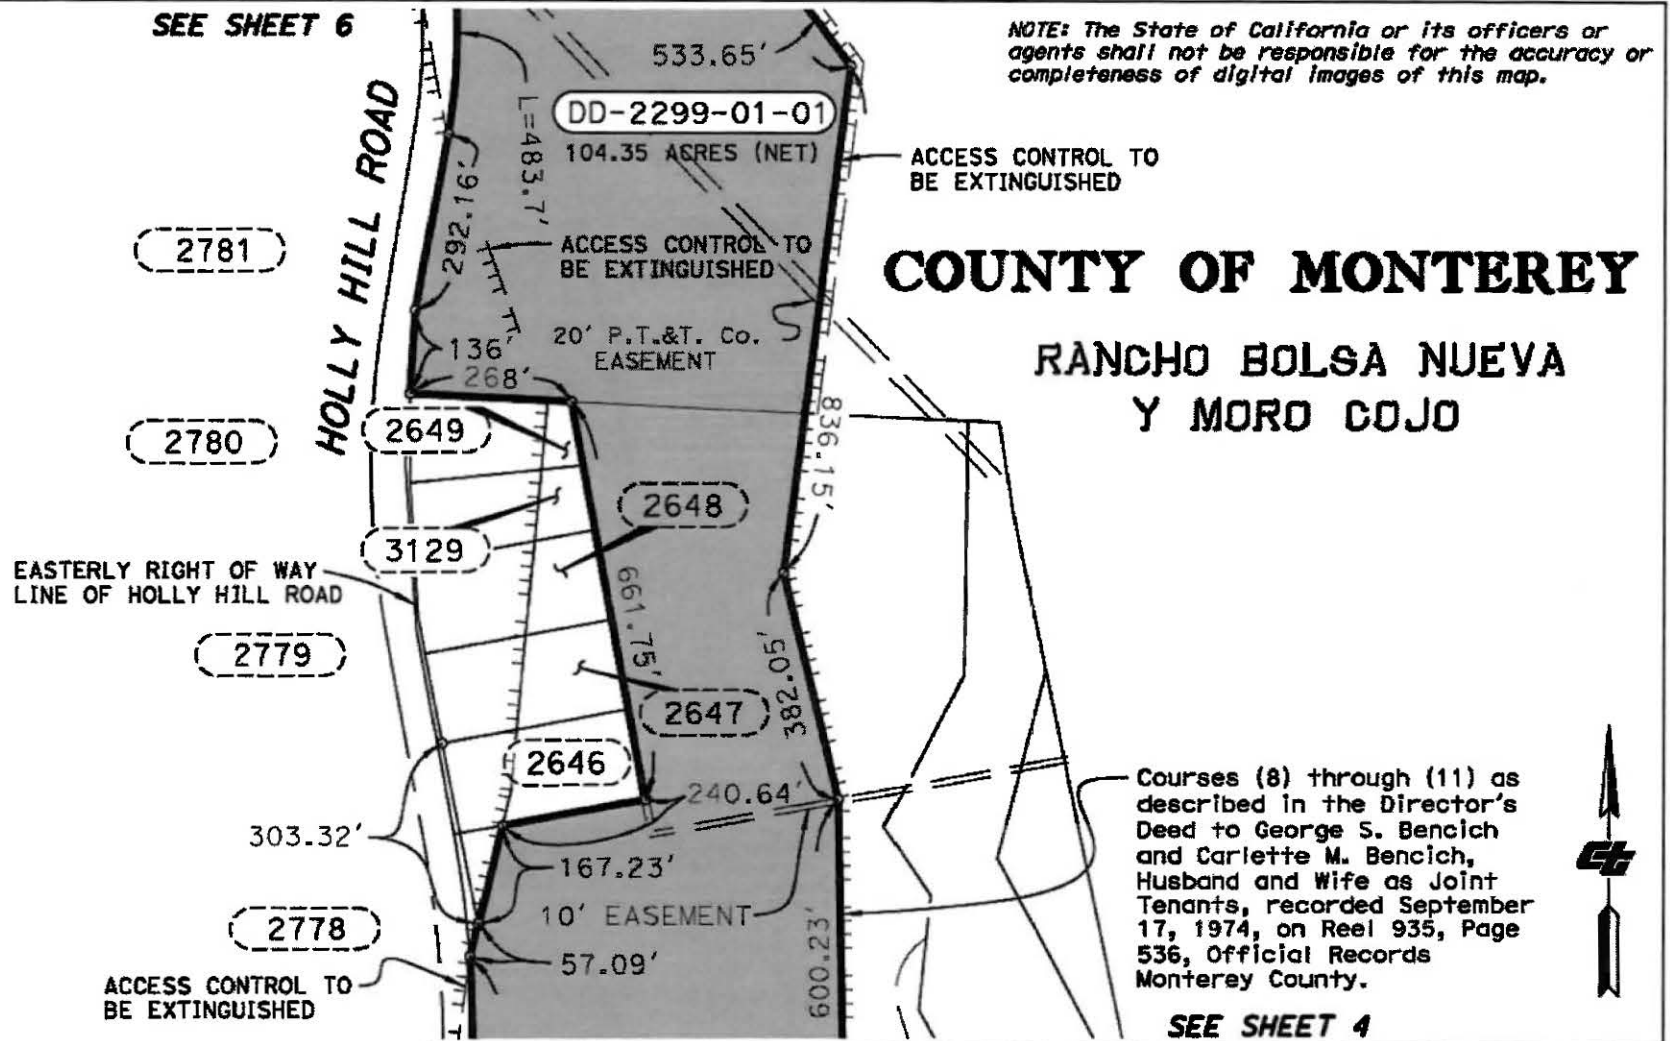 SEE SHEET 6
NOTE: The State of California or its officers or
agents shall not be responsible for the accuracy or
completeness of digital images of this map.
533.65'
HOLLY HILL ROAD
L=483.7'
DD-2299-01-01
104.35 ACRES (NET)
ACCESS CONTROL TO
BE EXTINGUISHED
292.16'
2781
ACCESS CONTROL TO
BE EXTINGUISHED
COUNTY OF MONTEREY
RANCHO BOLSA NUEVA
Y MORO COJO
20' P.T.&T. Co.
EASEMENT
136'
268'
836.15'
2780
2649
2648
3129
EASTERLY RIGHT OF WAY
LINE OF HOLLY HILL ROAD
661.75'
2779
382.05'
2647
2646
240.64'
303.32'
167.23'
10' EASEMENT
2778
57.09'
600.23'
ACCESS CONTROL TO
BE EXTINGUISHED
Courses (8) through (11) as
described in the Director's
Deed to George S. Bencich
and Carlette M. Bencich,
Husband and Wife as Joint
Tenants, recorded September
17, 1974, on Reel 935, Page
536, Official Records
Monterey County.
SEE SHEET 4